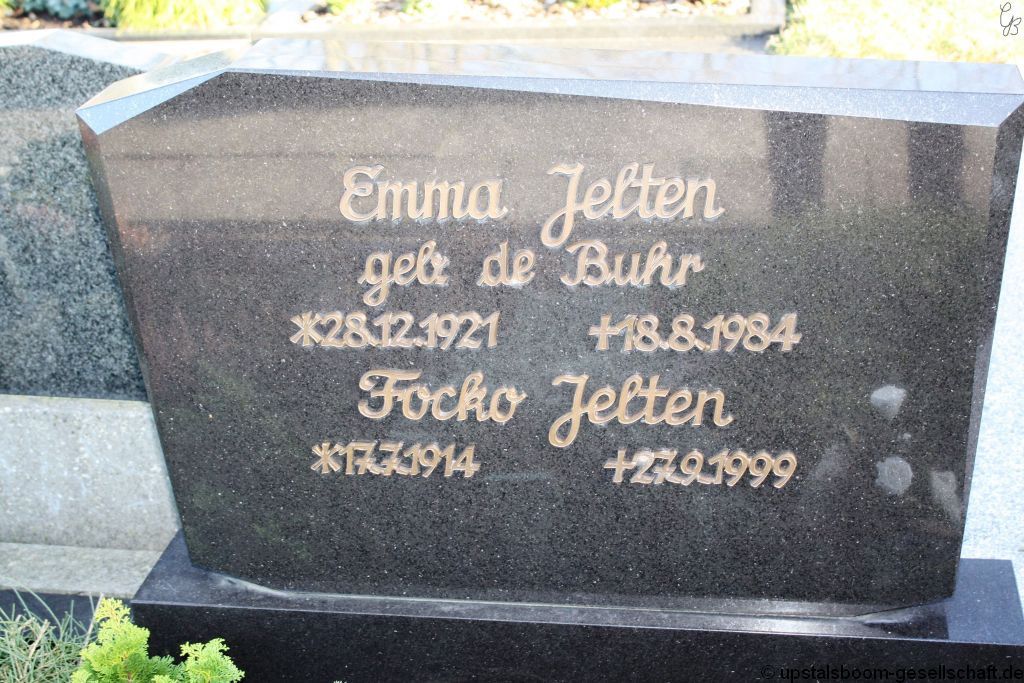 Emma Jelten
geb. de Buhr
*28.12.1921 †18.8.1984
Focko Jelten
*17.7.1914 †27.9.1999
GB
© upstalsboom-gesellschaft.de